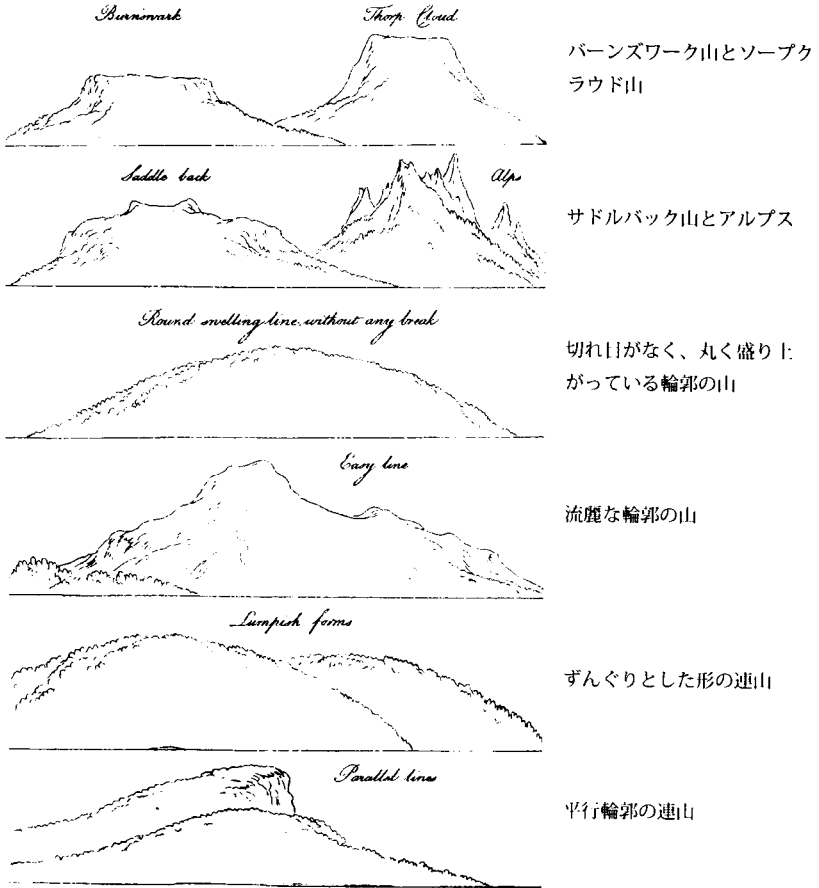 Burnswark
Thorp Cloud
バーンズワーク山とソープク
ラウド山
Saddle back
Alps
サドルバック山とアルプス
Round swelling line without any break
切れ目がなく、丸く盛り上
がっている輪郭の山
Easy line
流麗な輪郭の山
Lumpish forms
ずんぐりとした形の連山
Parallel lines
平行輪郭の連山